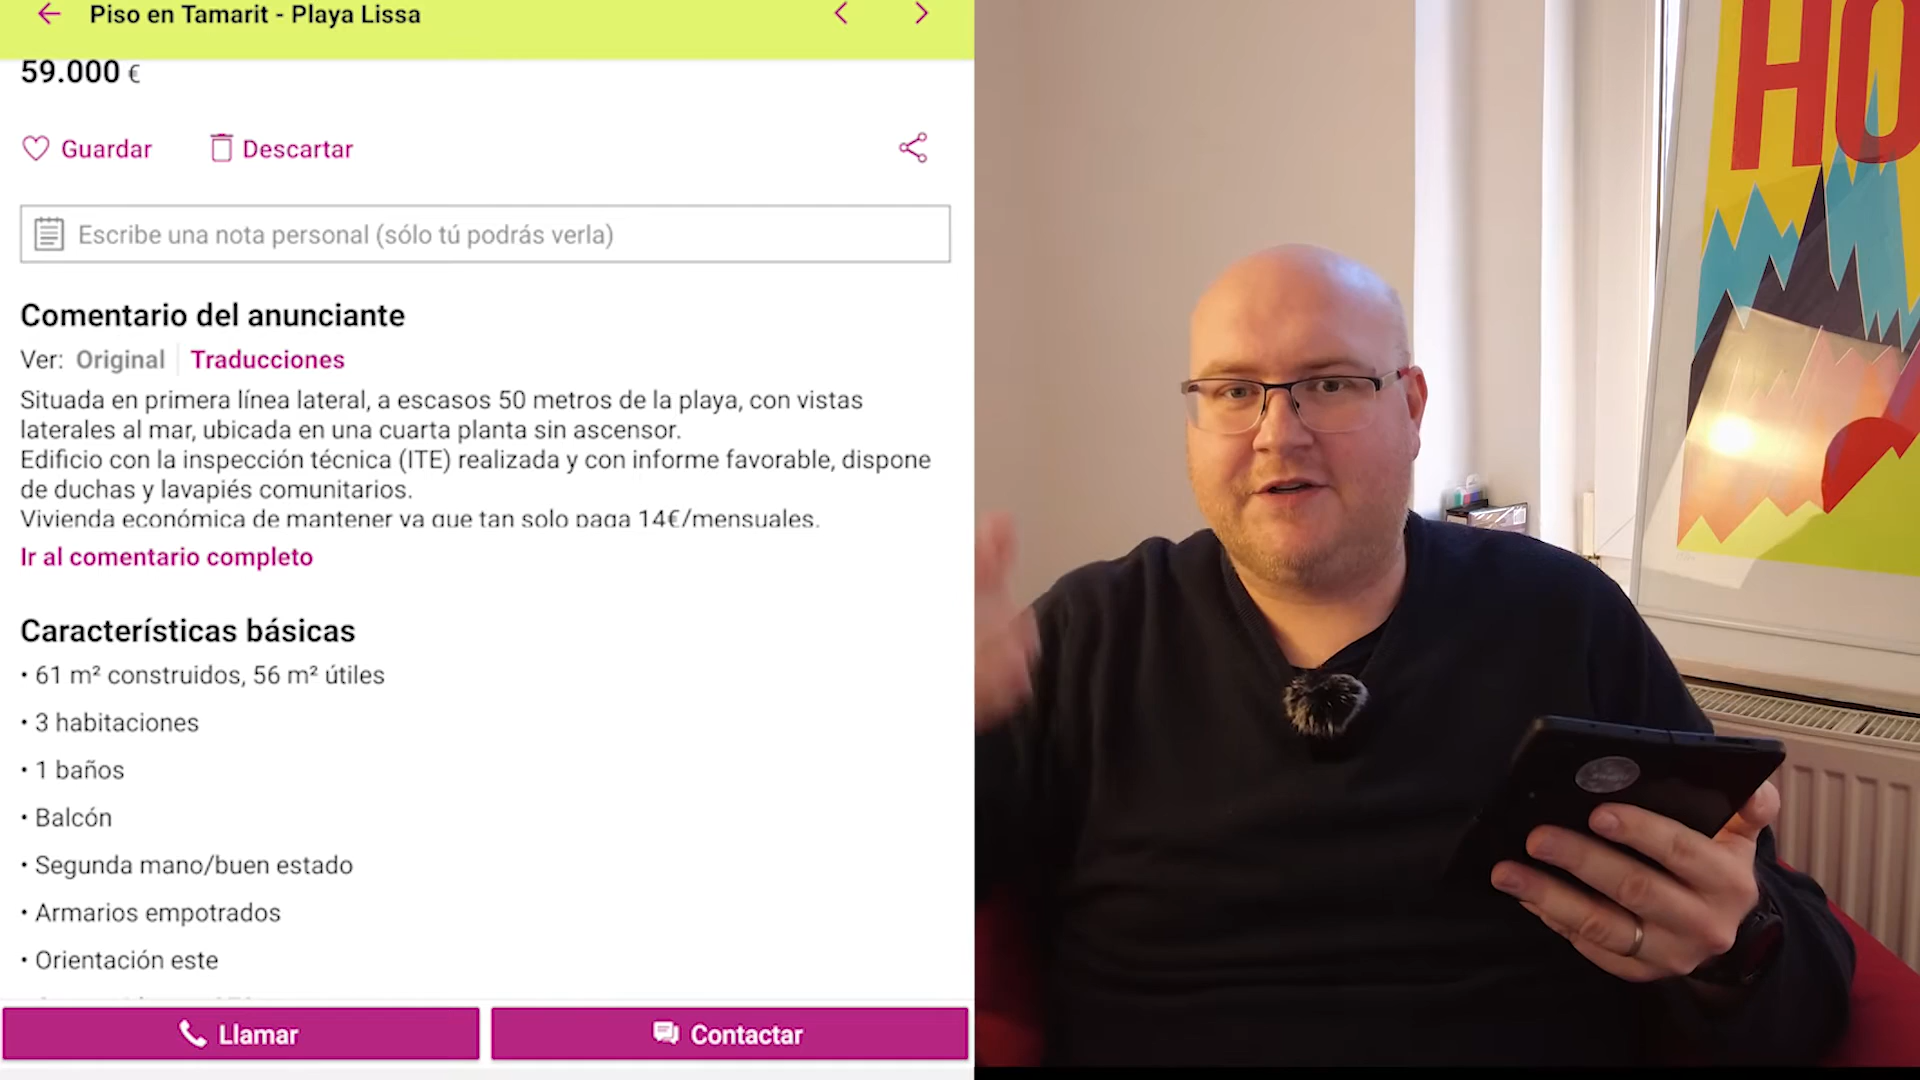 Piso en Tamarit - Playa Lissa
59.000 €
Guardar
Descartar
Escribe una nota personal (sólo tú podrás verla)
Comentario del anunciante
Ver: Original Traducciones
Situada en primera línea lateral, a escasos 50 metros de la playa, con vistas
laterales al mar, ubicada en una cuarta planta sin ascensor.
Edificio con la inspección técnica (ITE) realizada y con informe favorable, dispone
de duchas y lavapiés comunitarios.
Vivienda económica de mantener ya que tan solo paga 14€/mensuales.
Ir al comentario completo
Características básicas
• 61 m² construidos, 56 m² útiles
• 3 habitaciones
• 1 baños
• Balcón
• Segunda mano/buen estado
• Armarios empotrados
• Orientación este
Llamar
Contactar
HO